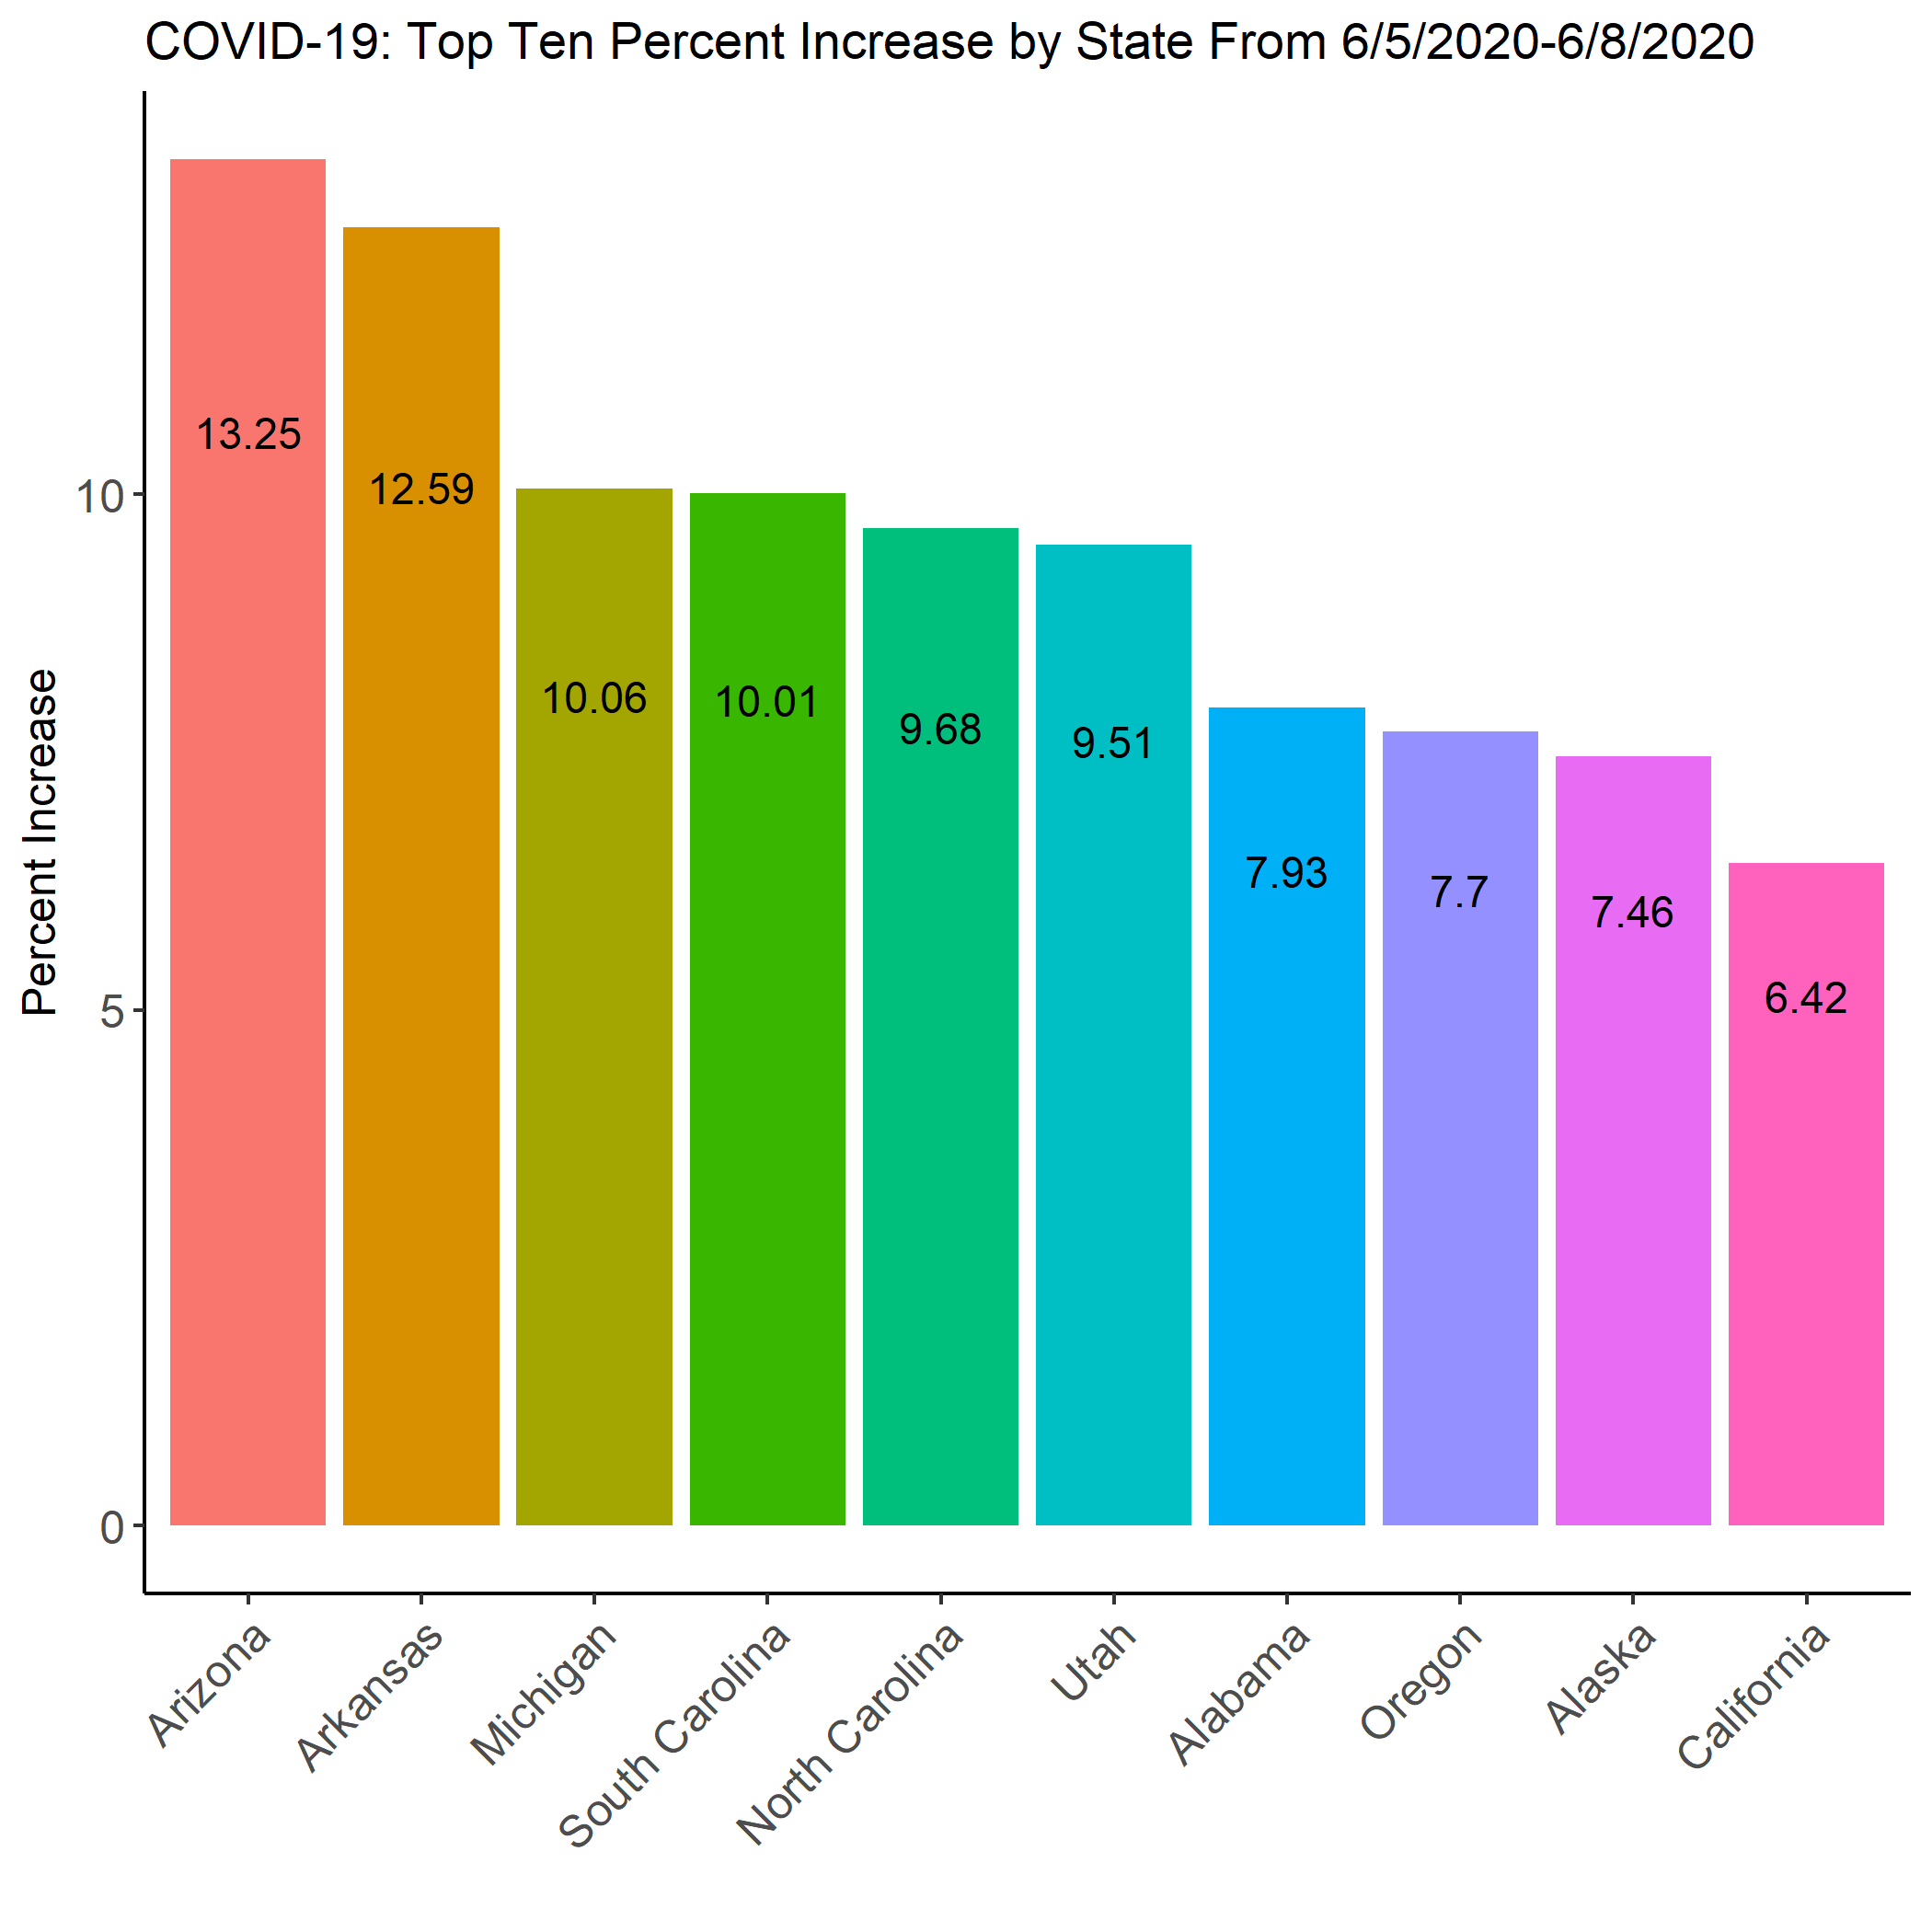 COVID-19: Top Ten Percent Increase by State From 6/5/2020-6/8/2020
Percent Increase
10
5
0
13.25
12.59
10.06
10.01
9.68
9.51
7.93
7.7
7.46
6.42
Arizona
Arkansas
Michigan
South Carolina
North Carolina
Utah
Alabama
Oregon
Alaska
California